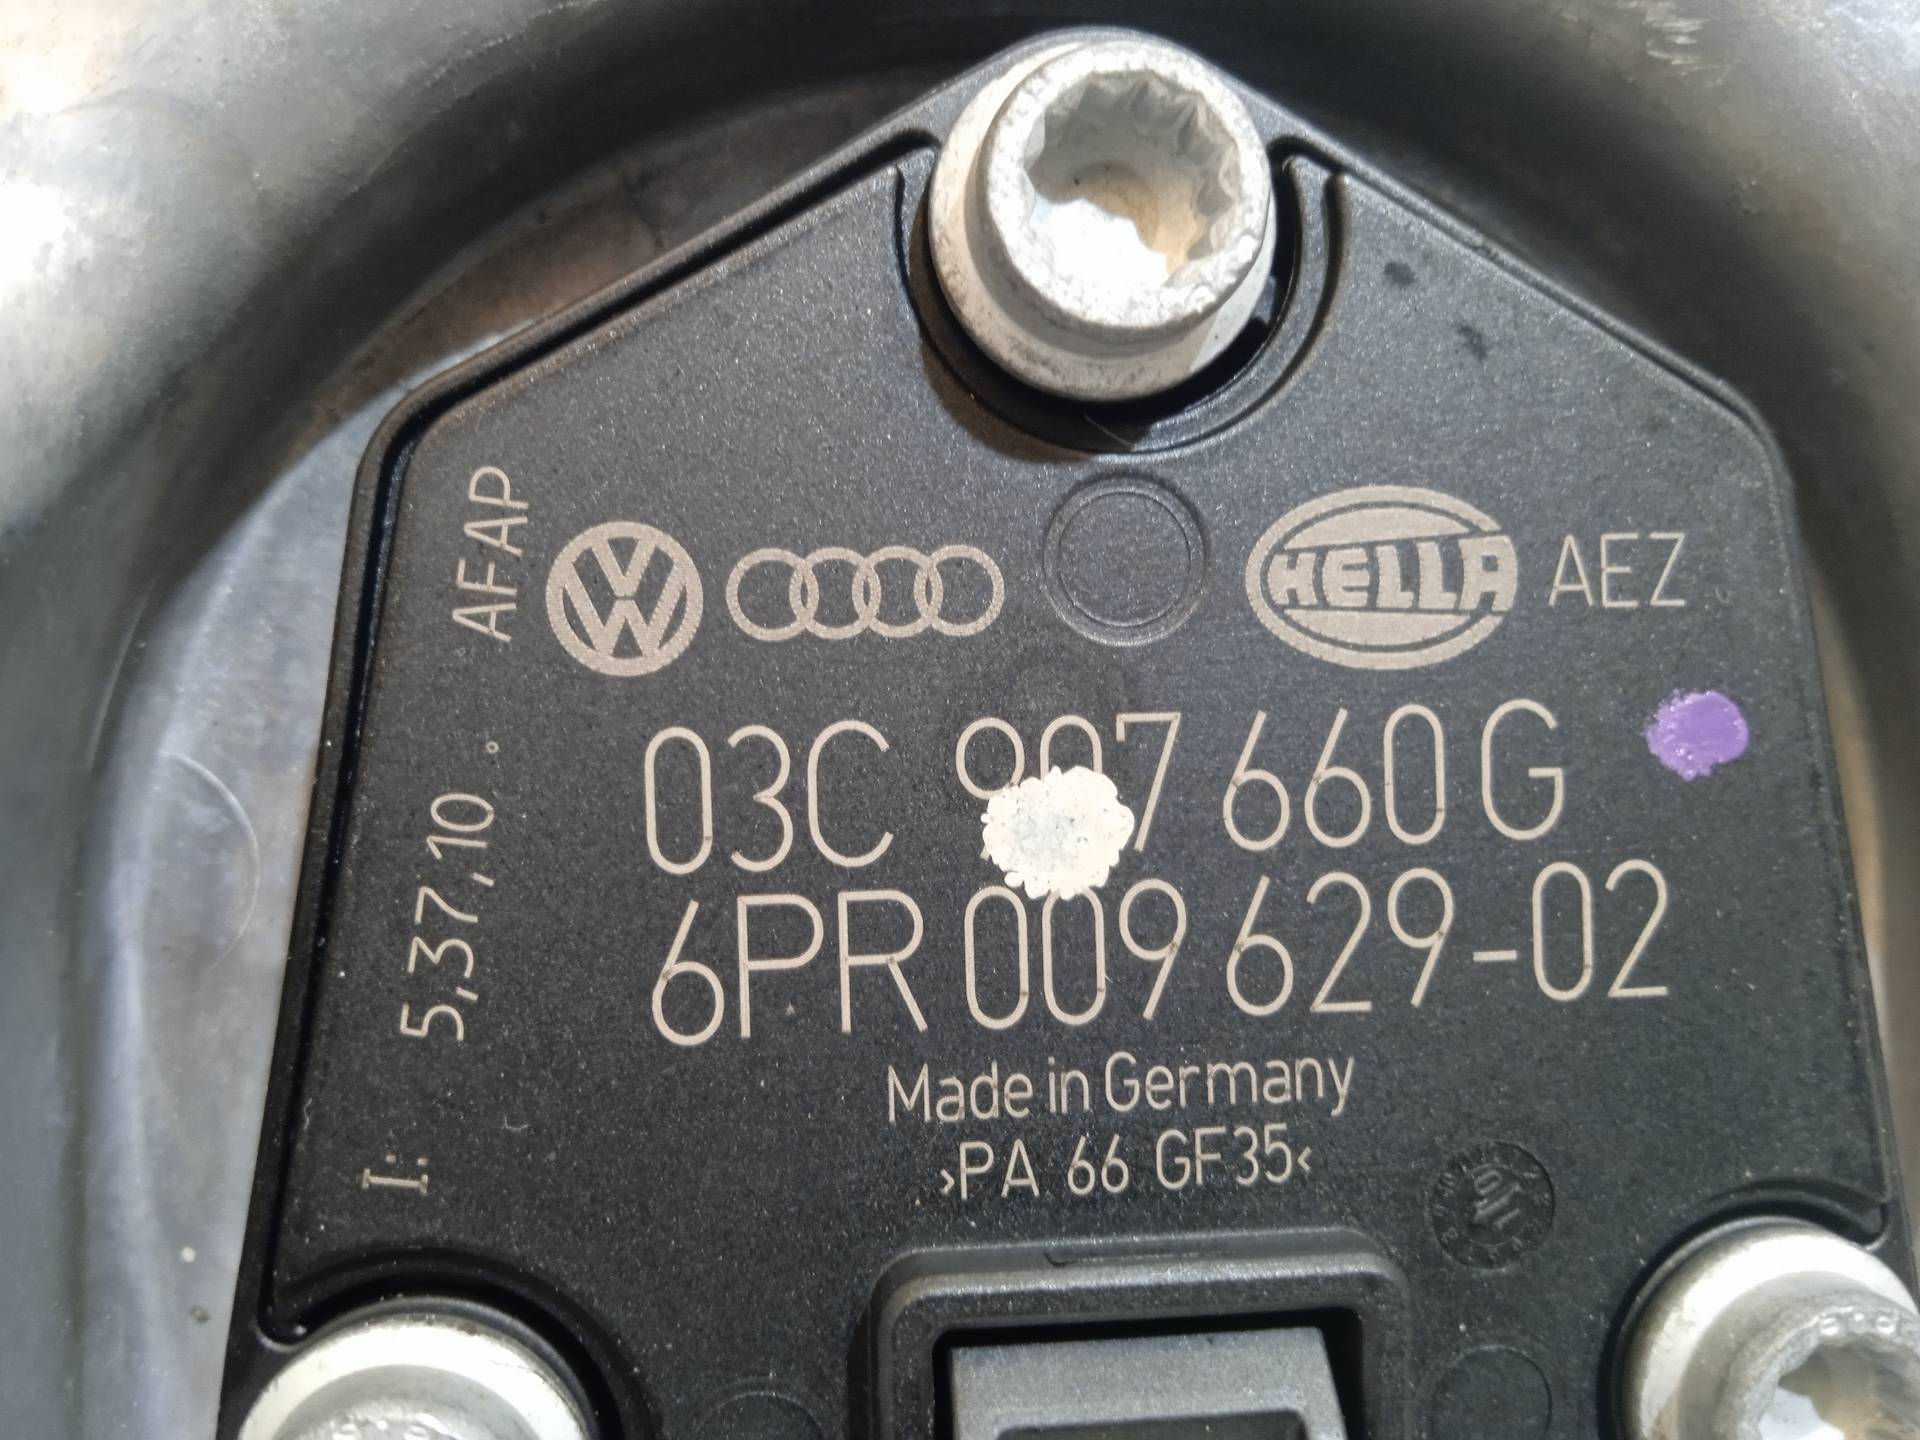 AFAP
HELLA AEZ
03C 907 660 G
6PR 009 629-02
Made in Germany
>PA 66 GF35<
I: 5,37,10